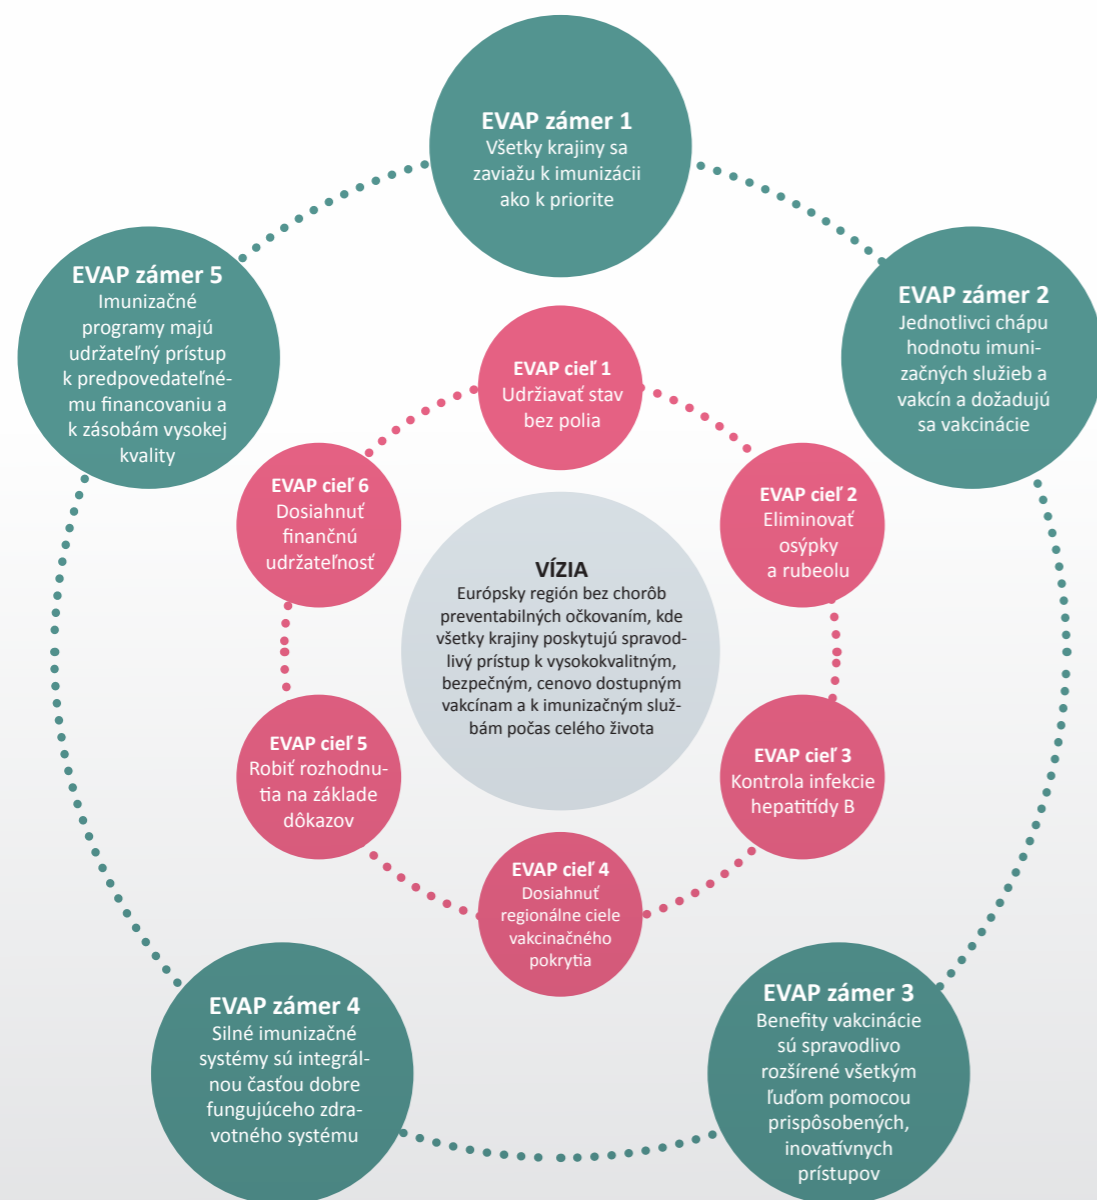 EVAP zámer 1
Všetky krajiny sa
zaviažu k imunizácii
ako k priorite
EVAP zámer 2
Jednotlivci chápu
hodnotu imuni-
začných služieb a
vakcín a dožadujú
sa vakcinácie
EVAP zámer 3
Benefity vakcinácie
sú spravodlivo
rozšírené všetkým
ľuďom pomocou
prispôsobených,
inovatívnych
prístupov
EVAP zámer 4
Silné imunizačné
systémy sú integrál-
nou časťou dobre
fungujúceho zdra-
votného systému
EVAP zámer 5
Imunizačné
programy majú
udržateľný prístup
k predpovedateľné-
mu financovaniu a
k zásobám vysokej
kvality
EVAP cieľ 1
Udržiavať stav
bez polia
EVAP cieľ 2
Eliminovať
osýpky
a rubeolu
EVAP cieľ 3
Kontrola infekcie
hepatitídy B
EVAP cieľ 4
Dosiahnuť
regionálne ciele
vakcinačného
pokrytia
EVAP cieľ 5
Robiť rozhodnu-
tia na základe
dôkazov
EVAP cieľ 6
Dosiahnuť
finančnú
udržateľnosť
VÍZIA
Európsky región bez chorôb
preventabilných očkovaním, kde
všetky krajiny poskytujú spravod-
livý prístup k vysokokvalitným,
bezpečným, cenovo dostupným
vakcínam a k imunizačným služ-
bám počas celého života